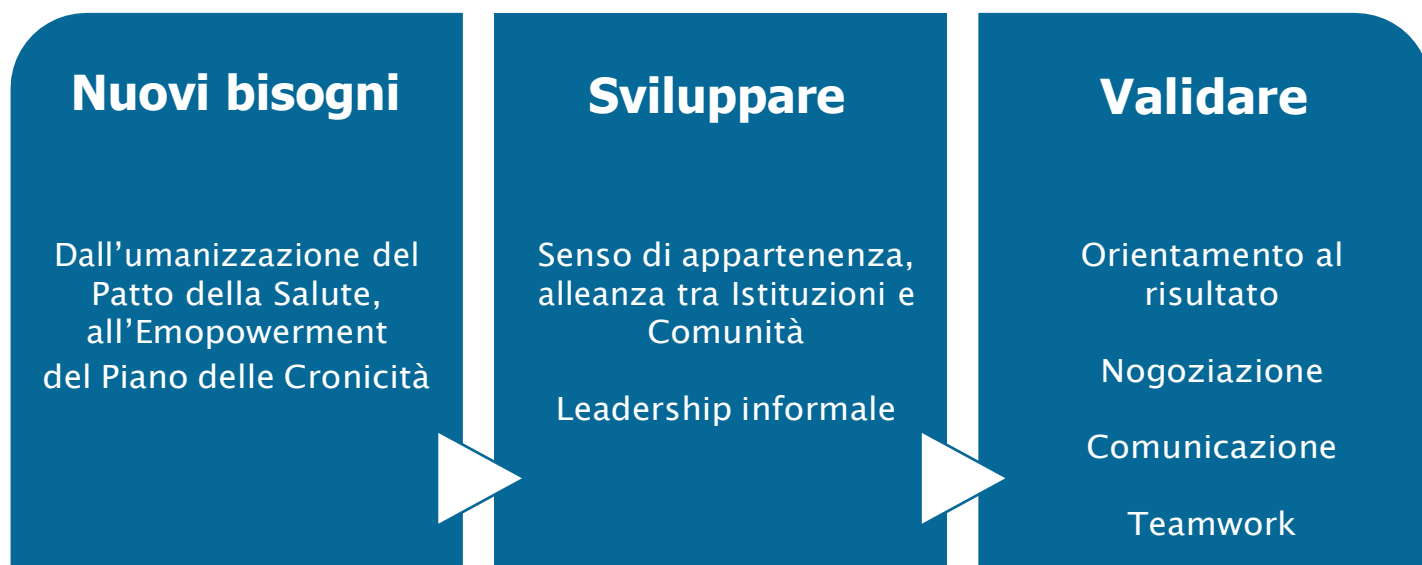 Nuovi bisogni
Dall’umanizzazione del
Patto della Salute,
all’Emopowerment
del Piano delle Cronicità
Sviluppare
Senso di appartenenza,
alleanza tra Istituzioni e
Comunità
Leadership informale
Validare
Orientamento al
risultato
Nogoziazione
Comunicazione
Teamwork